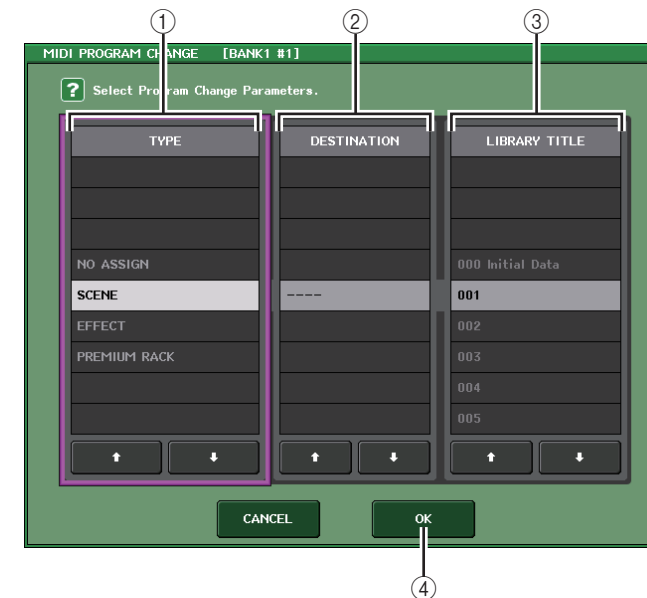 ① ② ③
MIDI PROGRAM CHANGE [BANK1 #1]
? Select Program Change Parameters.
TYPE DESTINATION LIBRARY TITLE
NO ASSIGN 000 Initial Data
SCENE ---- 001
EFFECT 002
PREMIUM RACK 003
004
005
CANCEL OK
④